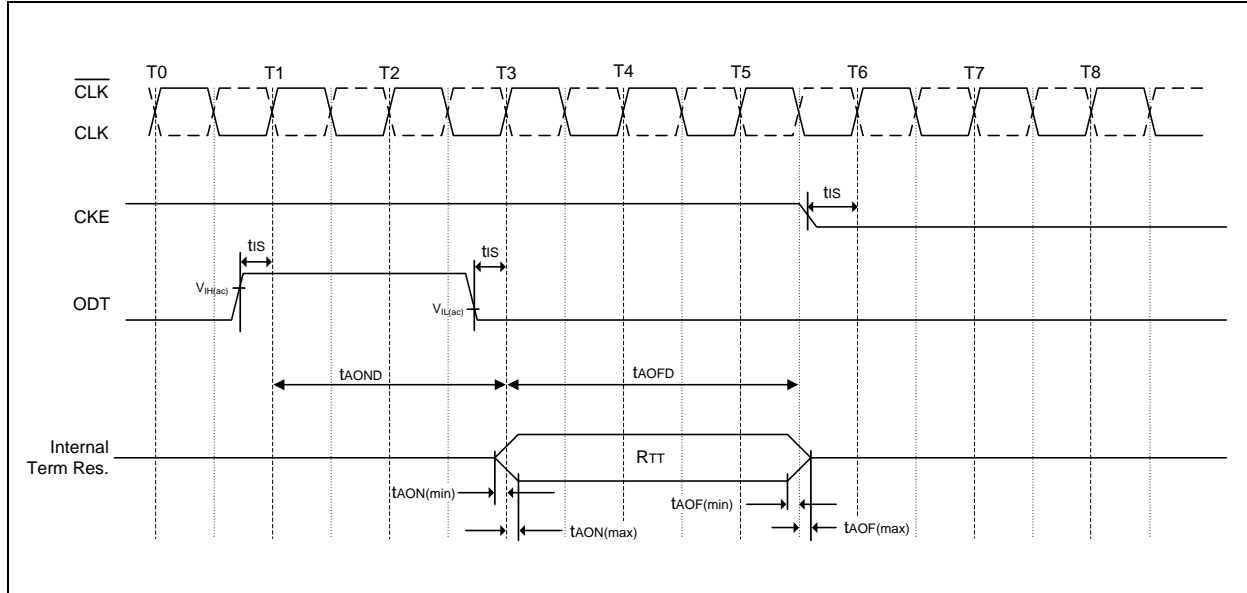 T0 T1 T2 T3 T4 T5 T6 T7 T8
CLK
CLK
CKE
tIS
tIS
tIS
VIH(ac)
VIL(ac)
ODT
tAOND
tAOFD
Internal
Term Res.
RTT
tAON(min)
tAOF(min)
tAON(max)
tAOF(max)